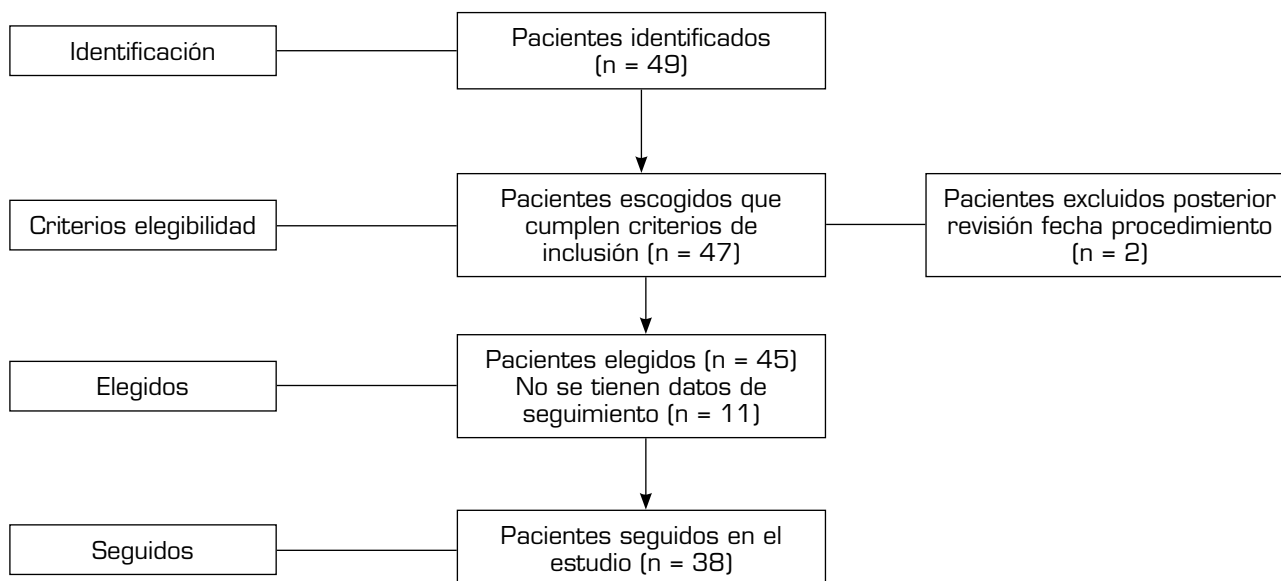 Identificación
Pacientes identificados
(n = 49)
Criterios elegibilidad
Pacientes escogidos que
cumplen criterios de
inclusión (n = 47)
Pacientes excluidos posterior
revisión fecha procedimiento
(n = 2)
Elegidos
Pacientes elegidos (n = 45)
No se tienen datos de
seguimiento (n = 11)
Seguidos
Pacientes seguidos en el
estudio (n = 38)